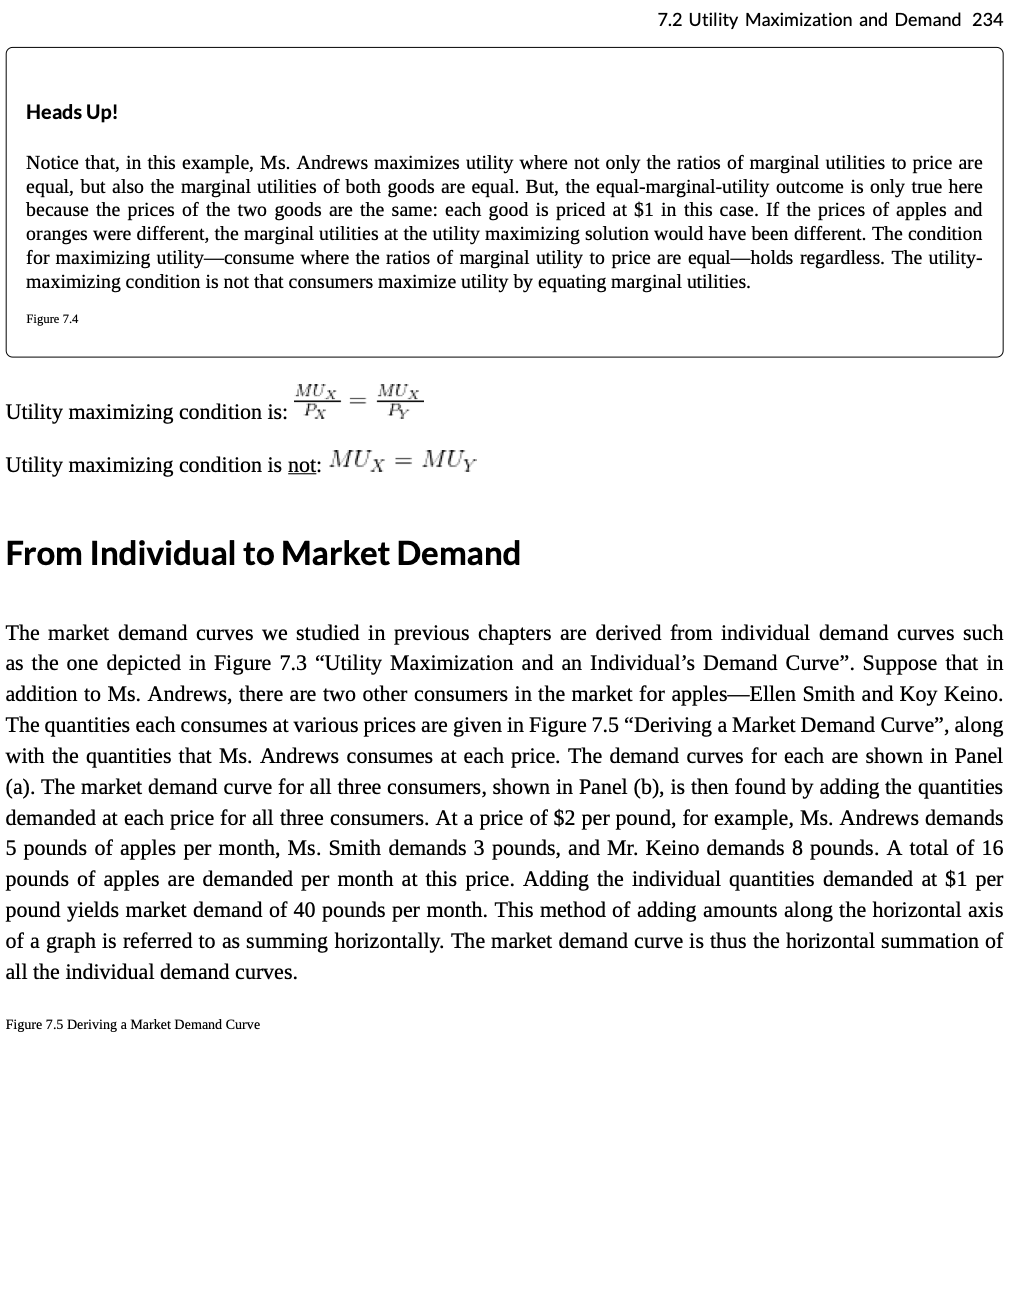 7.2 Utility Maximization and Demand 234
Heads Up!
Notice that, in this example, Ms. Andrews maximizes utility where not only the ratios of marginal utilities to price are
equal, but also the marginal utilities of both goods are equal. But, the equal-marginal-utility outcome is only true here
because the prices of the two goods are the same: each good is priced at $1 in this case. If the prices of apples and
oranges were different, the marginal utilities at the utility maximizing solution would have been different. The condition
for maximizing utility—consume where the ratios of marginal utility to price are equal—holds regardless. The utility-
maximizing condition is not that consumers maximize utility by equating marginal utilities.
Figure 7.4
Utility maximizing condition is: \frac{MU_X}{P_X} = \frac{MU_X}{P_Y}
Utility maximizing condition is not: MU_X = MU_Y
From Individual to Market Demand
The market demand curves we studied in previous chapters are derived from individual demand curves such
as the one depicted in Figure 7.3 “Utility Maximization and an Individual’s Demand Curve”. Suppose that in
addition to Ms. Andrews, there are two other consumers in the market for apples—Ellen Smith and Koy Keino.
The quantities each consumes at various prices are given in Figure 7.5 “Deriving a Market Demand Curve”, along
with the quantities that Ms. Andrews consumes at each price. The demand curves for each are shown in Panel
(a). The market demand curve for all three consumers, shown in Panel (b), is then found by adding the quantities
demanded at each price for all three consumers. At a price of $2 per pound, for example, Ms. Andrews demands
5 pounds of apples per month, Ms. Smith demands 3 pounds, and Mr. Keino demands 8 pounds. A total of 16
pounds of apples are demanded per month at this price. Adding the individual quantities demanded at $1 per
pound yields market demand of 40 pounds per month. This method of adding amounts along the horizontal axis
of a graph is referred to as summing horizontally. The market demand curve is thus the horizontal summation of
all the individual demand curves.
Figure 7.5 Deriving a Market Demand Curve